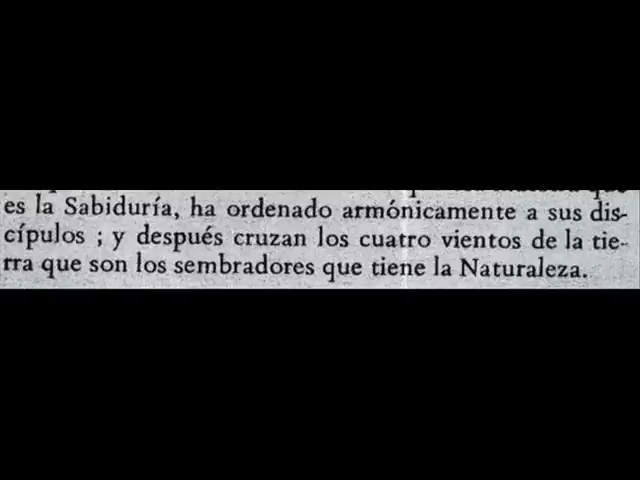 es la Sabiduría, ha ordenado armónicamente a sus dis-
cípulos ; y después cruzan los cuatro vientos de la tie-
rra que son los sembradores que tiene la Naturaleza.